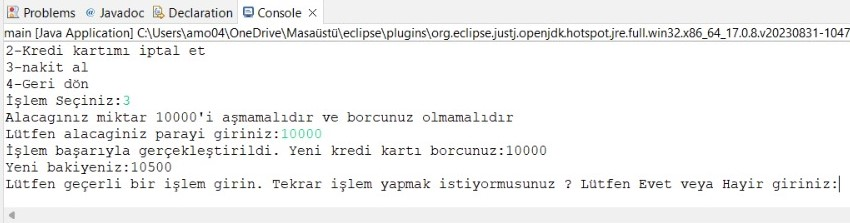 Problems @ Javadoc Declaration Console
main [Java Application] C:\Users\amo04\OneDrive\Masaüstü\eclipse\plugins\org.eclipse.justj.openjdk.hotspot.jre.full.win32.x86_64_17.0.8.v20230831-1047
2-Kredi kartımı iptal et
3-nakit al
4-Geri dön
İşlem Seçiniz:3
Alacagınız miktar 10000'i aşmamalıdır ve borcunuz olmamalıdır
Lütfen alacaginiz parayi giriniz:10000
İşlem başarıyla gerçekleştirildi. Yeni kredi kartı borcunuz:10000
Yeni bakiyeniz:10500
Lütfen geçerli bir işlem girin. Tekrar işlem yapmak istiyormusunuz ? Lütfen Evet veya Hayir giriniz: